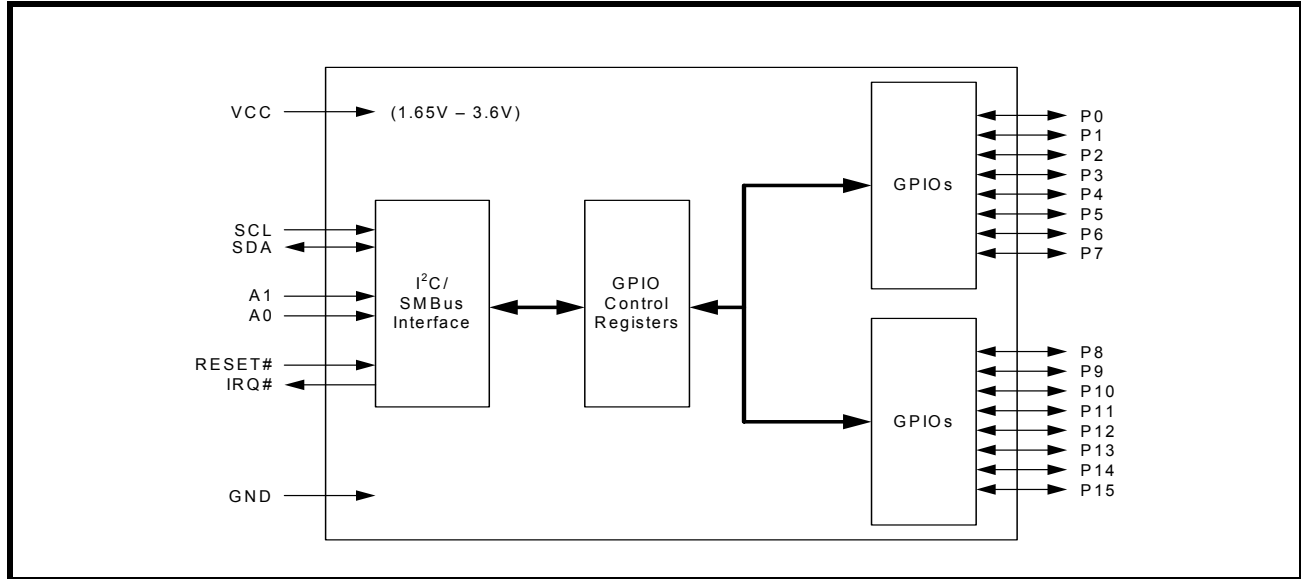 VCC
(1.65V – 3.6V)
SCL
SDA
A1
A0
RESET#
IRQ#
GND
I²C/
SMBus
Interface
GPIO
Control
Registers
GPIOs
P0
P1
P2
P3
P4
P5
P6
P7
GPIOs
P8
P9
P10
P11
P12
P13
P14
P15